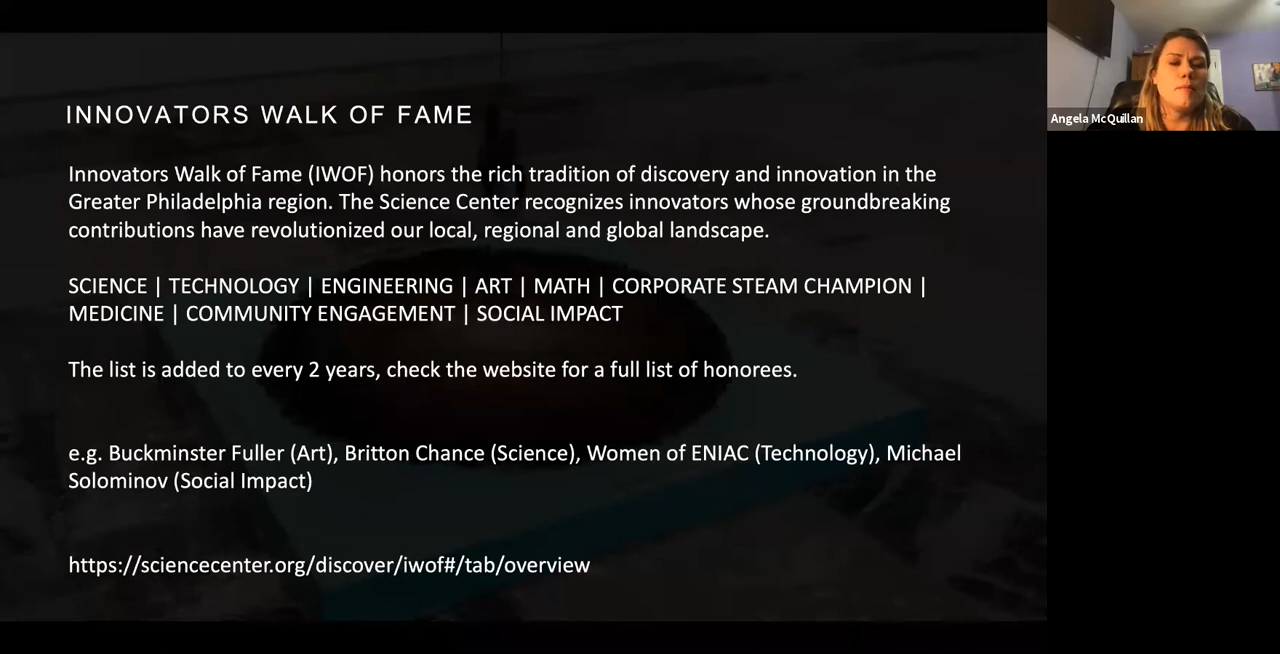 INNOVATORS WALK OF FAME
Innovators Walk of Fame (IWOF) honors the rich tradition of discovery and innovation in the
Greater Philadelphia region. The Science Center recognizes innovators whose groundbreaking
contributions have revolutionized our local, regional and global landscape.
SCIENCE | TECHNOLOGY | ENGINEERING | ART | MATH | CORPORATE STEAM CHAMPION |
MEDICINE | COMMUNITY ENGAGEMENT | SOCIAL IMPACT
The list is added to every 2 years, check the website for a full list of honorees.
e.g. Buckminster Fuller (Art), Britton Chance (Science), Women of ENIAC (Technology), Michael
Solominov (Social Impact)
https://sciencecenter.org/discover/iwof#/tab/overview
Angela McQuillan